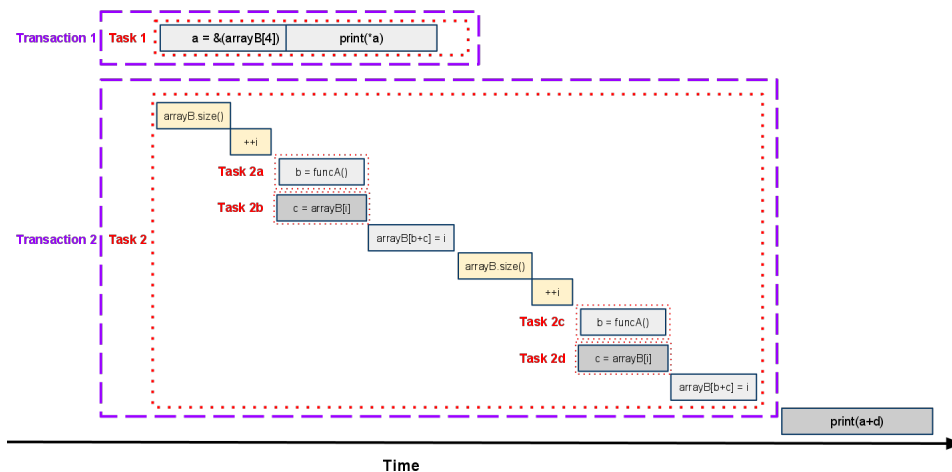 Transaction 1 Task 1 a = &(arrayB[4]) print(*a)
arrayB.size()
++i
Task 2a b = funcA()
Task 2b c = arrayB[i]
Transaction 2 Task 2 arrayB[b+c] = i
arrayB.size()
++i
Task 2c b = funcA()
Task 2d c = arrayB[i]
arrayB[b+c] = i
print(a+d)
Time